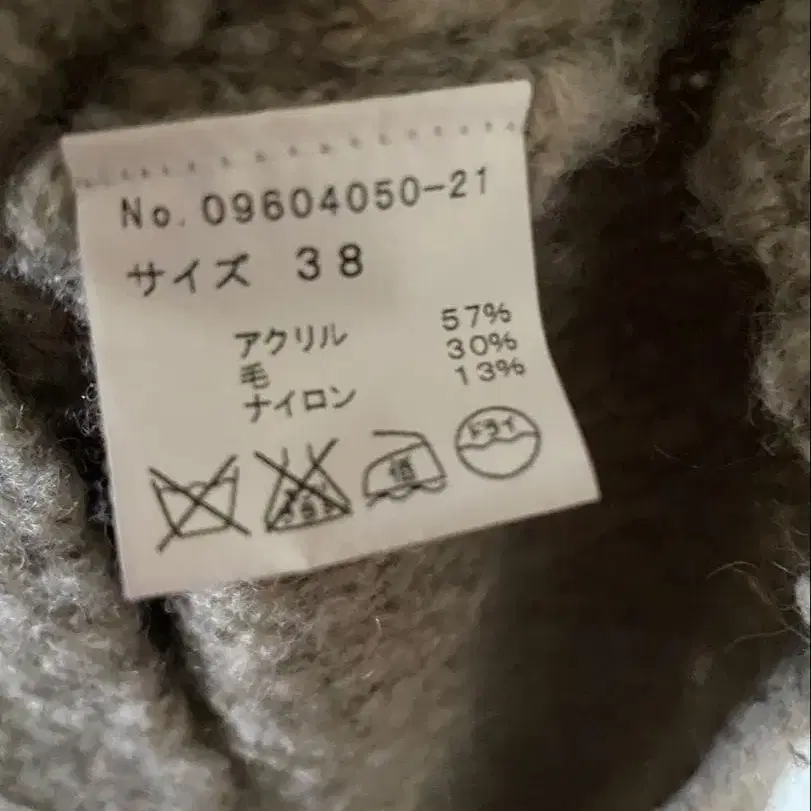 No. 09604050-21
サイズ 38
アクリル 57%
毛 30%
ナイロン 13%
低
ドライ